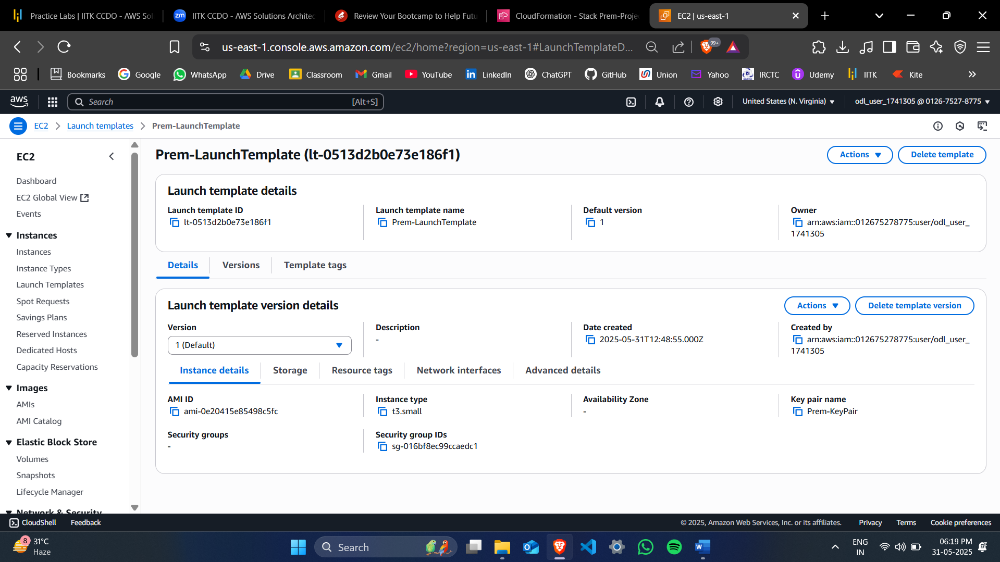 Practice Labs | IITK CCDO - AWS Sol
zm IITK CCDO - AWS Solutions Architec
Review Your Bootcamp to Help Futu
CloudFormation - Stack Prem-Proje
EC2 | us-east-1
us-east-1.console.aws.amazon.com/ec2/home?region=us-east-1#LaunchTemplateD... 99+
Bookmarks Google WhatsApp Drive Classroom Gmail YouTube LinkedIn ChatGPT GitHub Union Yahoo IRCTC Udemy IITK Kite
aws Search [Alt+S] United States (N. Virginia) odl_user_1741305 @ 0126-7527-8775
EC2 Launch templates Prem-LaunchTemplate
EC2
Dashboard
EC2 Global View
Events
Instances
Instances
Instance Types
Launch Templates
Spot Requests
Savings Plans
Reserved Instances
Dedicated Hosts
Capacity Reservations
Images
AMIs
AMI Catalog
Elastic Block Store
Volumes
Snapshots
Lifecycle Manager
Network & Security
Prem-LaunchTemplate (lt-0513d2b0e73e186f1)
Actions Delete template
Launch template details
Launch template ID
lt-0513d2b0e73e186f1
Launch template name
Prem-LaunchTemplate
Default version
1
Owner
arn:aws:iam::012675278775:user/odl_user_
1741305
Details Versions Template tags
Launch template version details
Actions Delete template version
Version
1 (Default)
Description
-
Date created
2025-05-31T12:48:55.000Z
Created by
arn:aws:iam::012675278775:user/odl_user_
1741305
Instance details Storage Resource tags Network interfaces Advanced details
AMI ID
ami-0e20415e85498c5fc
Instance type
t3.small
Availability Zone
-
Key pair name
Prem-KeyPair
Security groups
-
Security group IDs
sg-016bf8ec99ccaedc1
CloudShell Feedback © 2025, Amazon Web Services, Inc. or its affiliates. Privacy Terms Cookie preferences
8 31°C
Haze
Search
ENG
IN
06:19 PM
31-05-2025